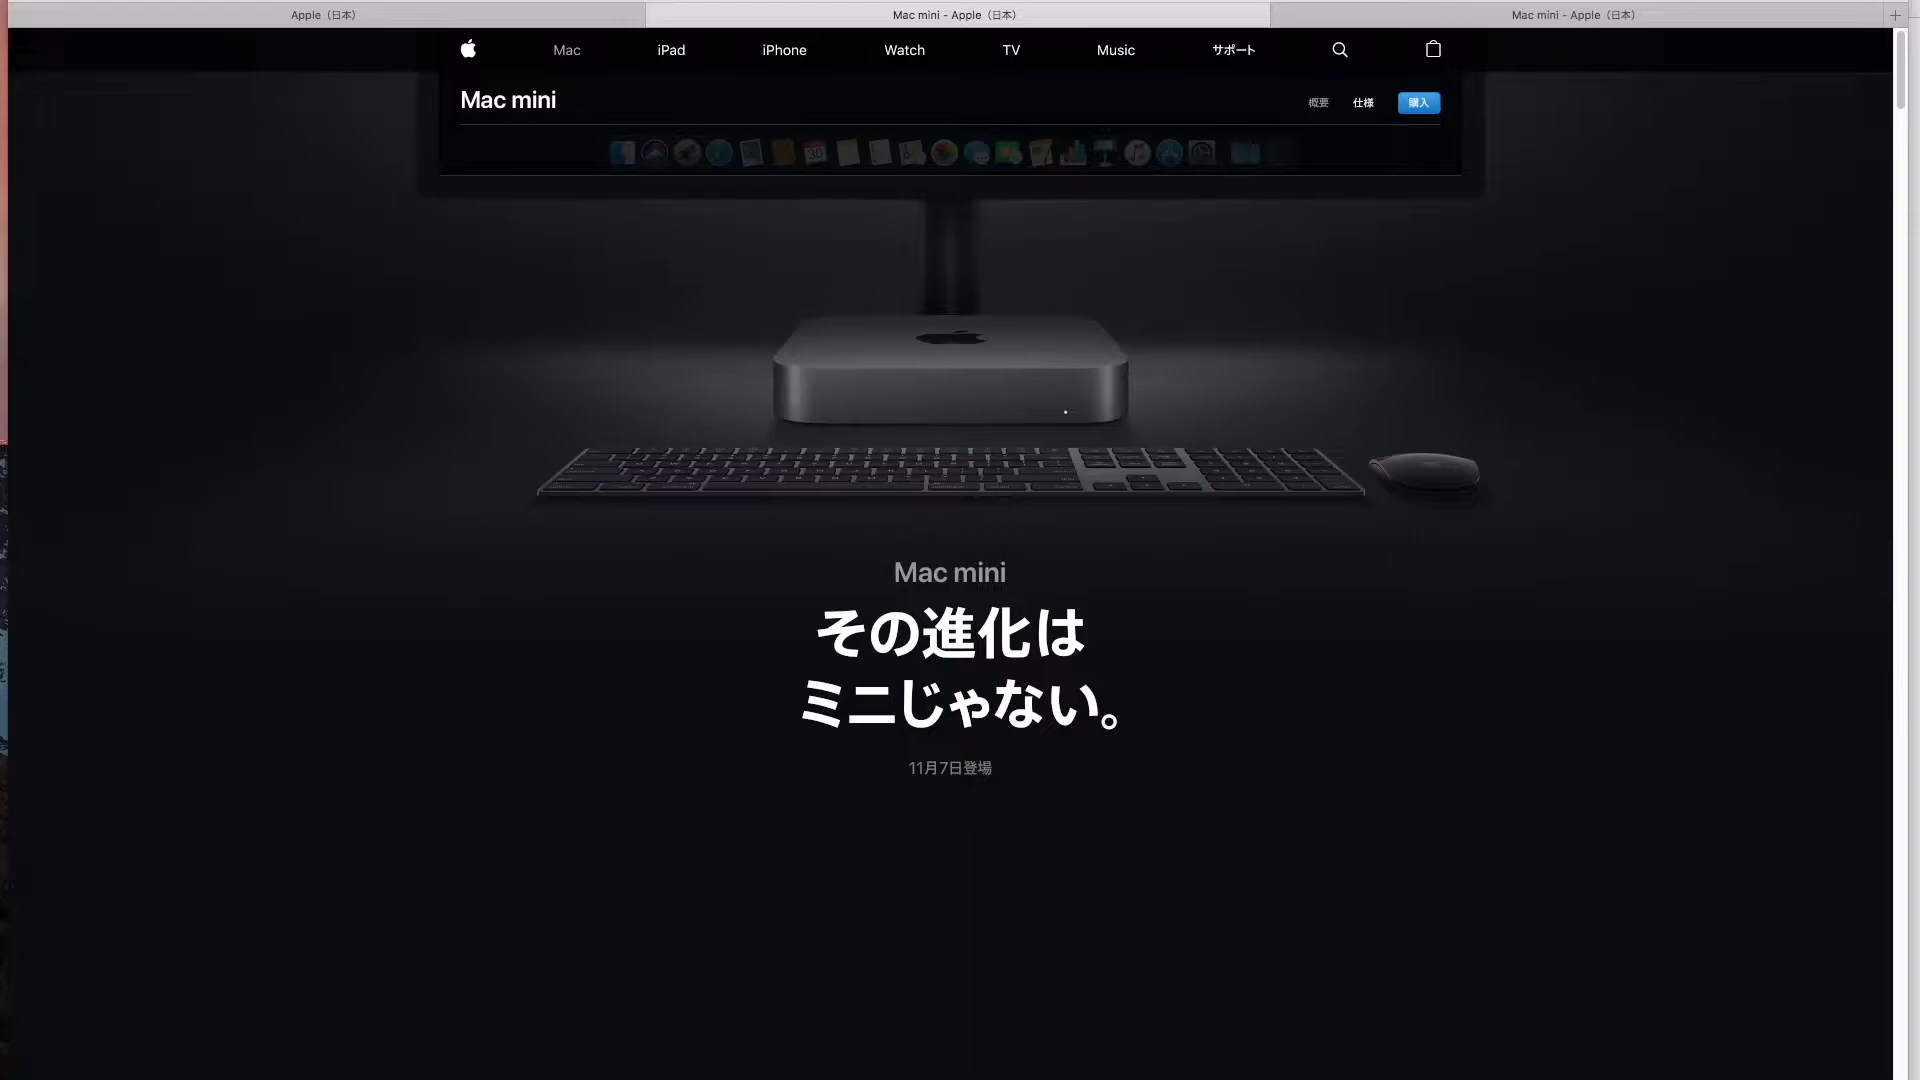 Apple（日本）
Mac mini - Apple（日本）
Mac mini - Apple（日本）
Mac
iPad
iPhone
Watch
TV
Music
サポート
Mac mini
概要
仕様
購入
30
Mac mini
その進化は
ミニじゃない。
11月7日登場